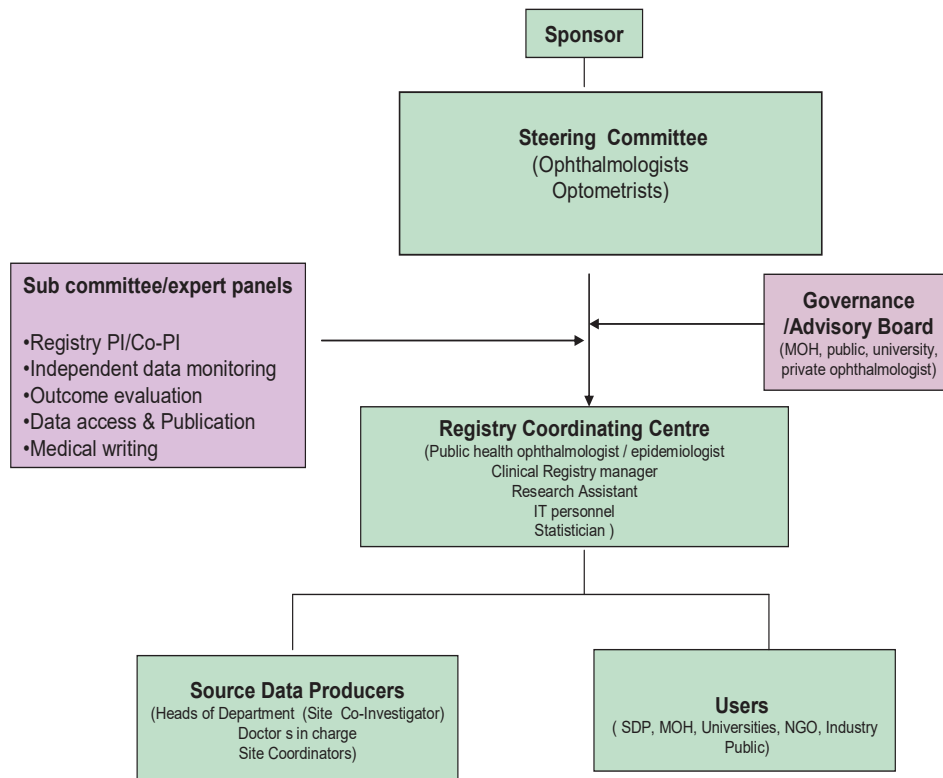 Sponsor
Steering Committee
(Ophthalmologists
Optometrists)
Sub committee/expert panels
•Registry PI/Co-PI
•Independent data monitoring
•Outcome evaluation
•Data access & Publication
•Medical writing
Governance
/Advisory Board
(MOH, public, university,
private ophthalmologist)
Registry Coordinating Centre
(Public health ophthalmologist / epidemiologist
Clinical Registry manager
Research Assistant
IT personnel
Statistician )
Source Data Producers
(Heads of Department (Site Co-Investigator)
Doctor s in charge
Site Coordinators)
Users
( SDP, MOH, Universities, NGO, Industry
Public)